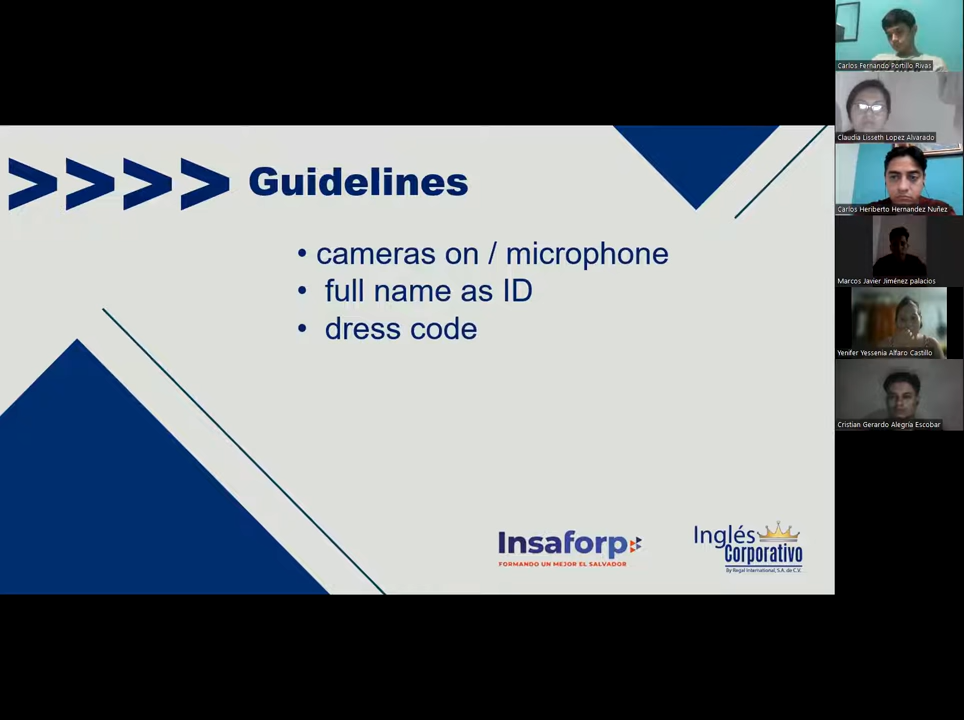 >>>> Guidelines
• cameras on / microphone
• full name as ID
• dress code
Insaforp
FORMANDO UN MEJOR EL SALVADOR
Inglés
Corporativo
By Regal International, S.A. de C.V.
Carlos Fernando Portillo Rivas
Claudia Lisseth Lopez Alvarado
Carlos Heriberto Hernandez Nuñez
Marcos Javier Jiménez palacios
Yenifer Yessenia Alfaro Castillo
Cristian Gerardo Alegría Escobar